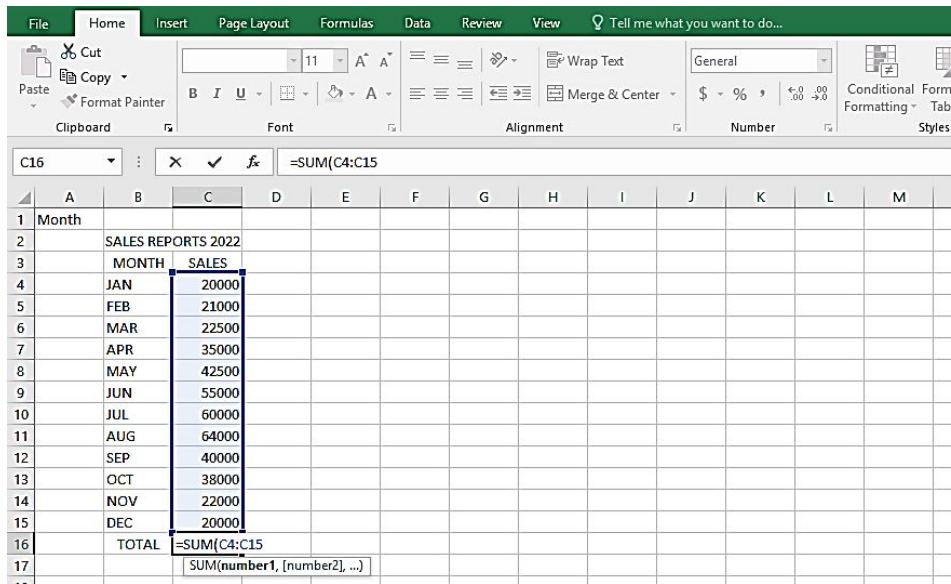 File Home Insert Page Layout Formulas Data Review View Tell me what you want to do...
Cut
Copy
Paste
Format Painter
11 A A
B I U A
Wrap Text
Merge & Center
General
$ % , .00 .00
Conditional Form
Formatting Tab
Clipboard Font Alignment Number Styles
C16 fx =SUM(C4:C15
A B C D E F G H I J K L M
1 Month
2 SALES REPORTS 2022
3 MONTH SALES
4 JAN 20000
5 FEB 21000
6 MAR 22500
7 APR 35000
8 MAY 42500
9 JUN 55000
10 JUL 60000
11 AUG 64000
12 SEP 40000
13 OCT 38000
14 NOV 22000
15 DEC 20000
16 TOTAL =SUM(C4:C15
17 SUM(number1, [number2], ...)